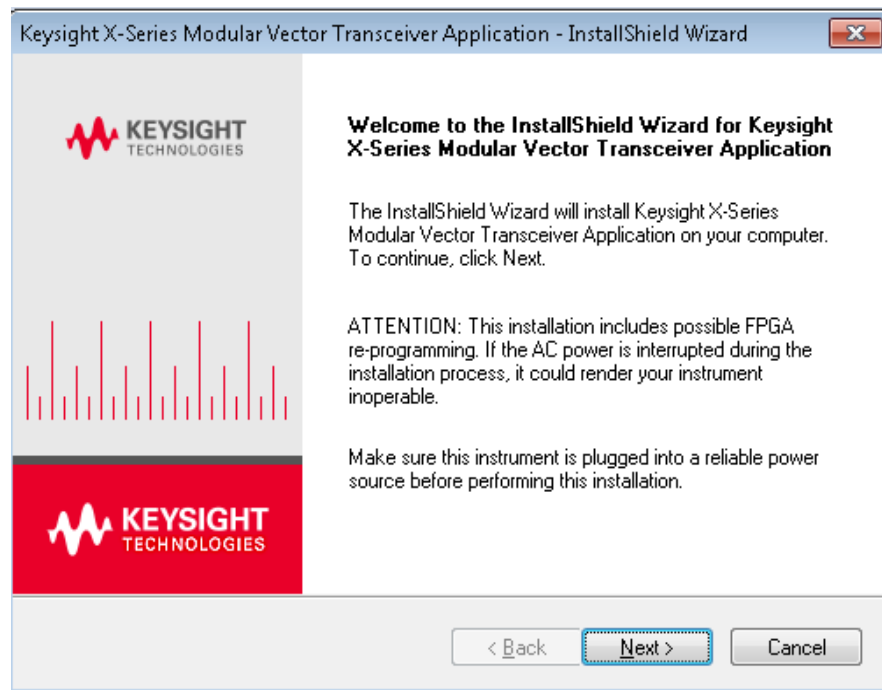 Keysight X-Series Modular Vector Transceiver Application - InstallShield Wizard
KEYSIGHT
TECHNOLOGIES
Welcome to the InstallShield Wizard for Keysight
X-Series Modular Vector Transceiver Application
The InstallShield Wizard will install Keysight X-Series
Modular Vector Transceiver Application on your computer.
To continue, click Next.
ATTENTION: This installation includes possible FPGA
re-programming. If the AC power is interrupted during the
installation process, it could render your instrument
inoperable.
Make sure this instrument is plugged into a reliable power
source before performing this installation.
KEYSIGHT
TECHNOLOGIES
< Back
Next >
Cancel